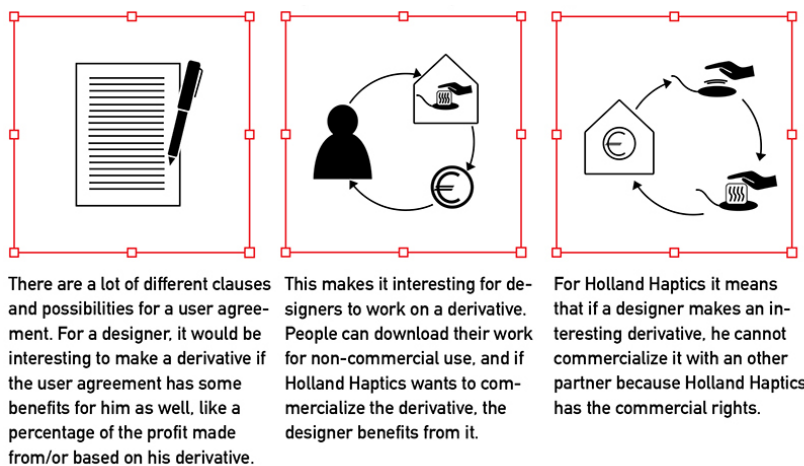 There are a lot of different clauses
and possibilities for a user agree-
ment. For a designer, it would be
interesting to make a derivative if
the user agreement has some
benefits for him as well, like a
percentage of the profit made
from/or based on his derivative.
This makes it interesting for de-
signers to work on a derivative.
People can download their work
for non-commercial use, and if
Holland Haptics wants to com-
mercialize the derivative, the
designer benefits from it.
For Holland Haptics it means
that if a designer makes an in-
teresting derivative, he cannot
commercialize it with an other
partner because Holland Haptics
has the commercial rights.